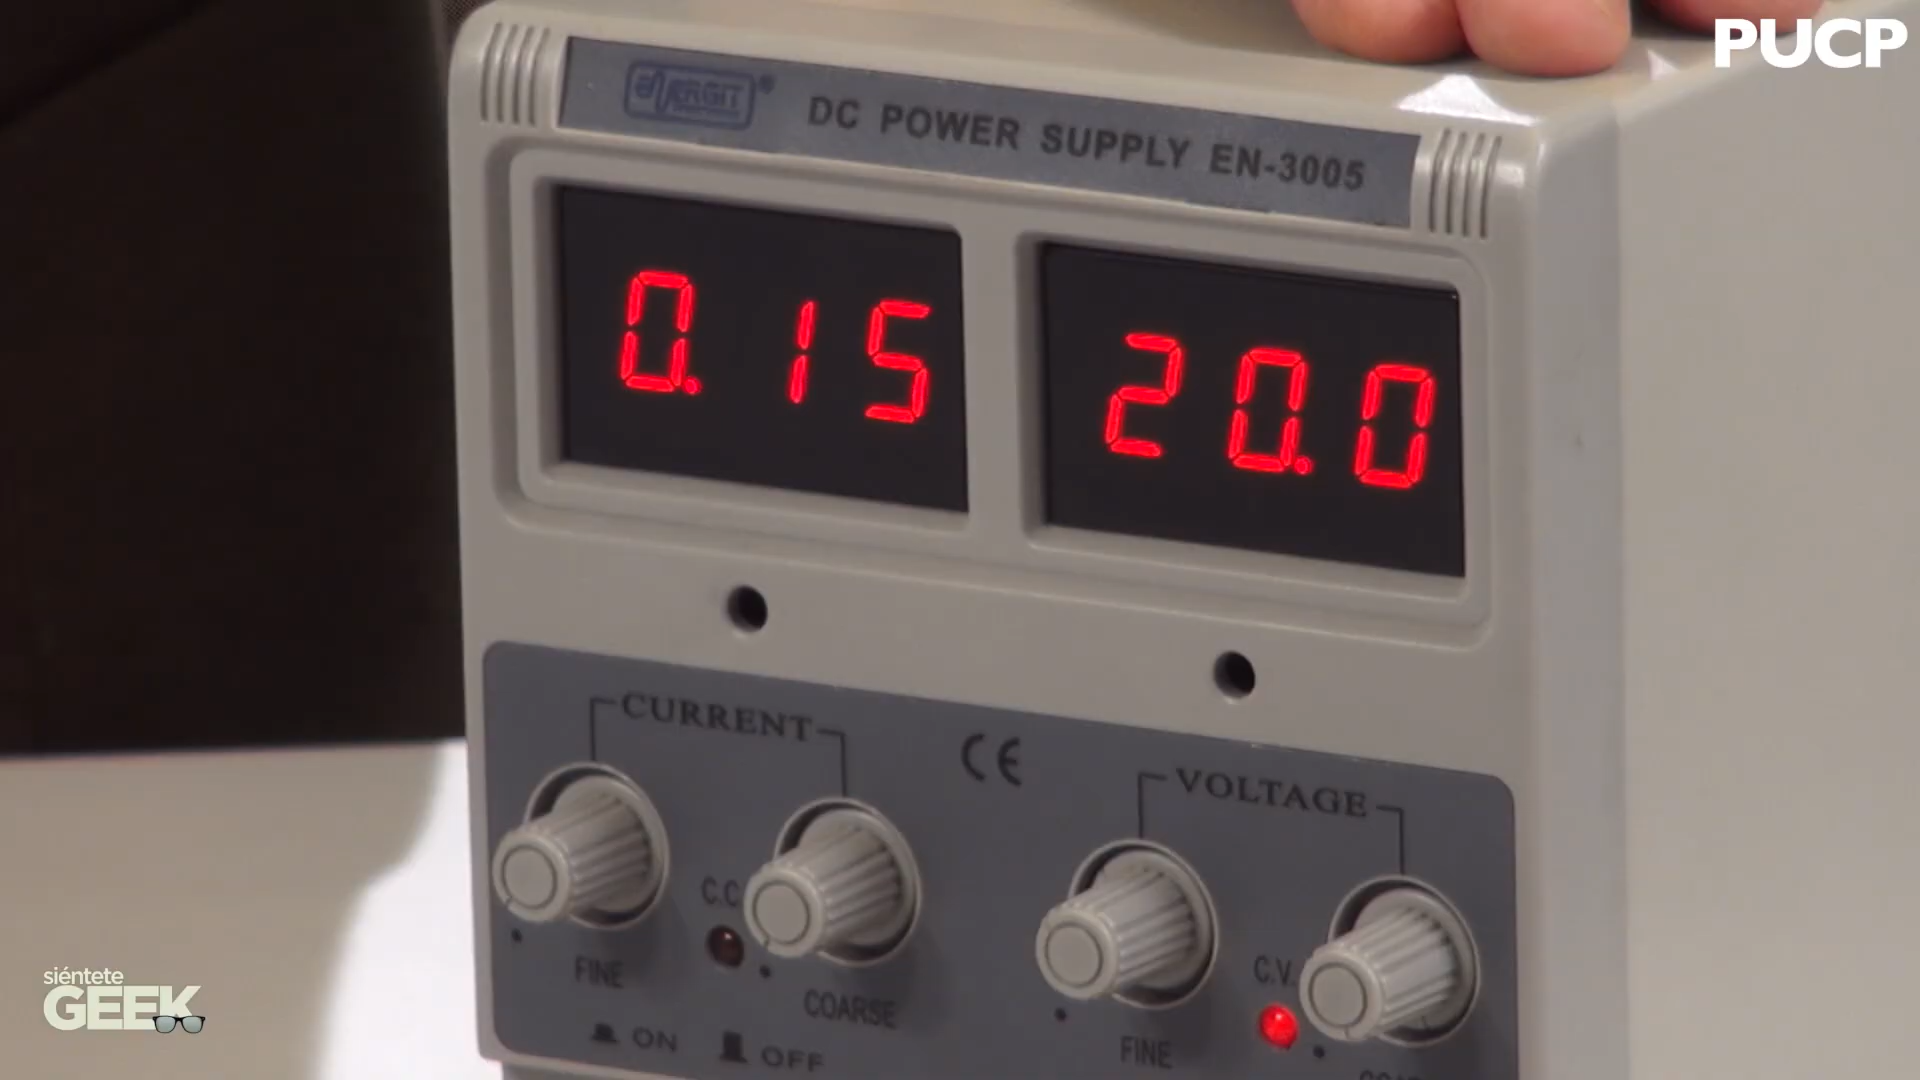 PUCP
eNERGIT®
DC POWER SUPPLY EN-3005
0.15
20.0
CURRENT
CE
VOLTAGE
C.C.
FINE
COARSE
C.V.
FINE
ON
OFF
siéntete
GEEK